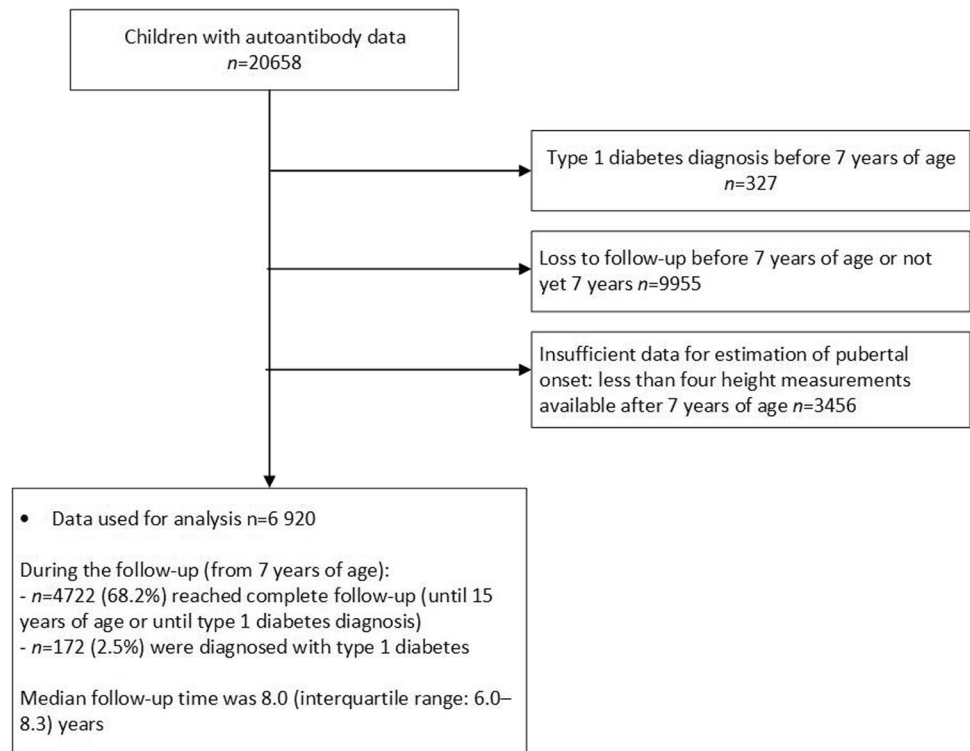 Children with autoantibody data
n=20658
Type 1 diabetes diagnosis before 7 years of age
n=327
Loss to follow-up before 7 years of age or not
yet 7 years n=9955
Insufficient data for estimation of pubertal
onset: less than four height measurements
available after 7 years of age n=3456
• Data used for analysis n=6 920
During the follow-up (from 7 years of age):
- n=4722 (68.2%) reached complete follow-up (until 15
years of age or until type 1 diabetes diagnosis)
- n=172 (2.5%) were diagnosed with type 1 diabetes
Median follow-up time was 8.0 (interquartile range: 6.0–
8.3) years